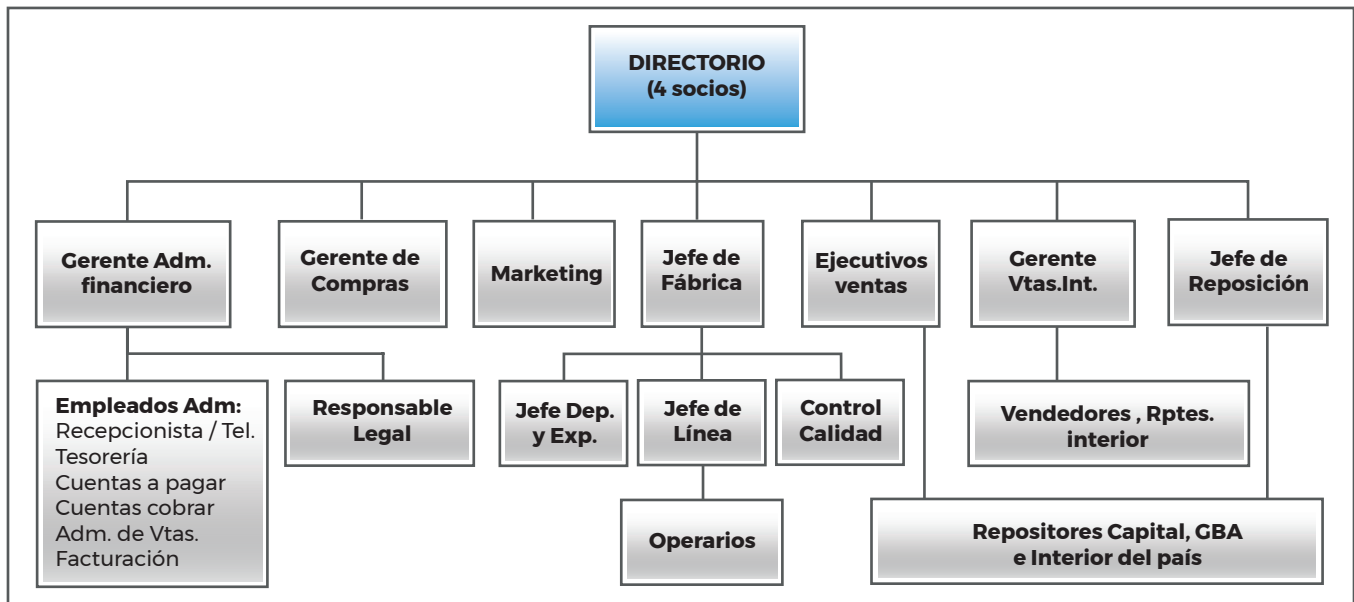 DIRECTORIO
(4 socios)
Gerente Adm.
financiero
Gerente de
Compras
Marketing
Jefe de
Fábrica
Ejecutivos
ventas
Gerente
Vtas.Int.
Jefe de
Reposición
Empleados Adm:
Recepcionista / Tel.
Tesorería
Cuentas a pagar
Cuentas cobrar
Adm. de Vtas.
Facturación
Responsable
Legal
Jefe Dep.
y Exp.
Jefe de
Línea
Control
Calidad
Vendedores , Rptes.
interior
Operarios
Repositores Capital, GBA
e Interior del país